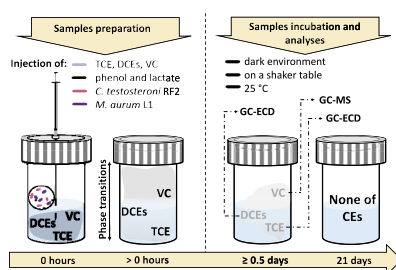 Samples preparation
Samples incubation and
analyses
Injection of:
TCE, DCEs, VC
phenol and lactate
C. testosteroni RF2
M. aurum L1
dark environment
on a shaker table
25 °C
GC-ECD
GC-MS
GC-ECD
DCEs
VC
TCE
Phase transitions
VC
DCEs
TCE
VC
DCEs
TCE
None of
CEs
0 hours
> 0 hours
≥ 0.5 days
21 days